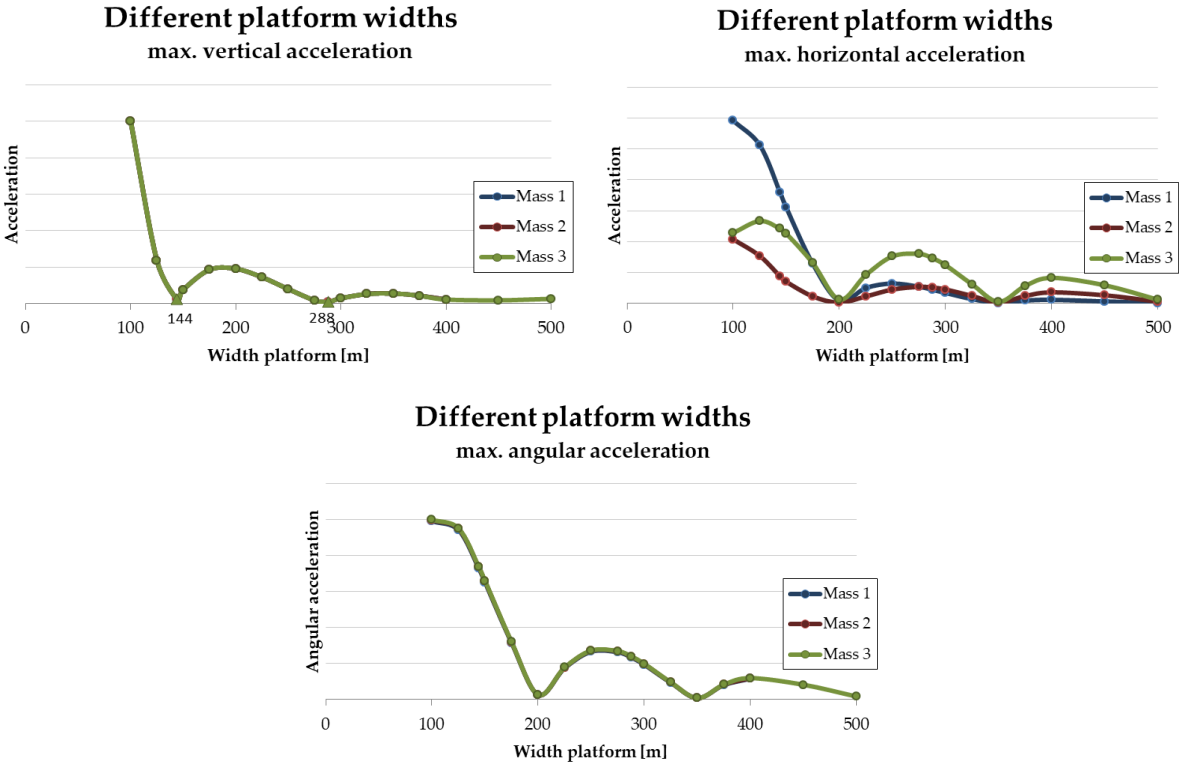 Different platform widths
max. vertical acceleration
Acceleration
Mass 1
Mass 2
Mass 3
144
288
0
100
200
300
400
500
Width platform [m]
Different platform widths
max. horizontal acceleration
Acceleration
Mass 1
Mass 2
Mass 3
0
100
200
300
400
500
Width platform [m]
Different platform widths
max. angular acceleration
Angular acceleration
Mass 1
Mass 2
Mass 3
0
100
200
300
400
500
Width platform [m]